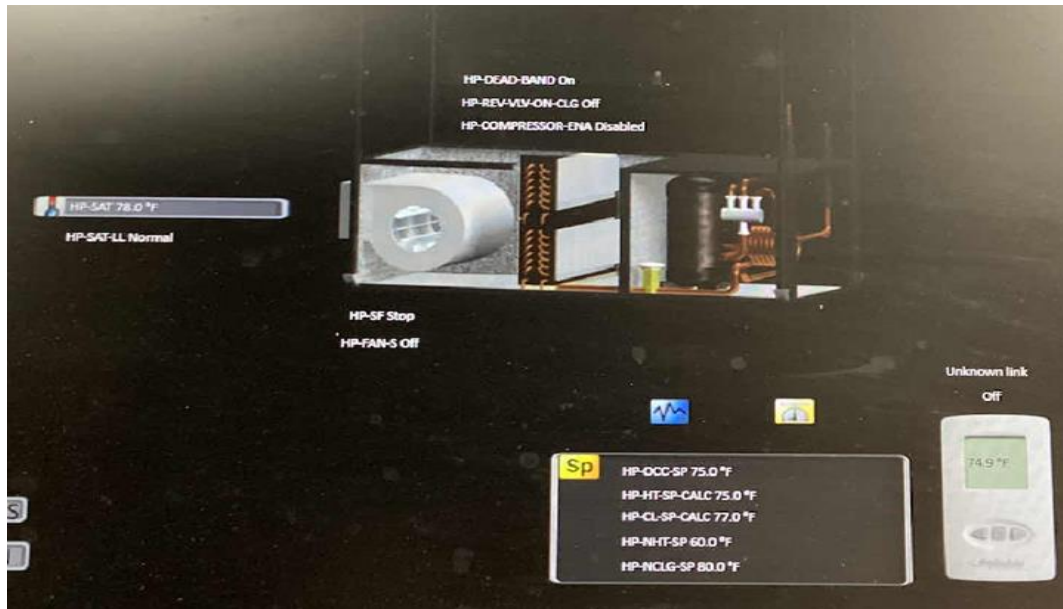 HP-DEAD-BAND On
HP-REV-VLV-ON-CLG Off
HP-COMPRESSOR-ENA Disabled
HP-SAT 78.0 °F
HP-SAT-LL Normal
HP-SF Stop
HP-FAN-S Off
Unknown link
Off
74.9 °F
Sp
HP-OCC-SP 75.0 °F
HP-HT-SP-CALC 75.0 °F
HP-CL-SP-CALC 77.0 °F
HP-NHT-SP 60.0 °F
HP-NCLG-SP 80.0 °F
S
Reliable